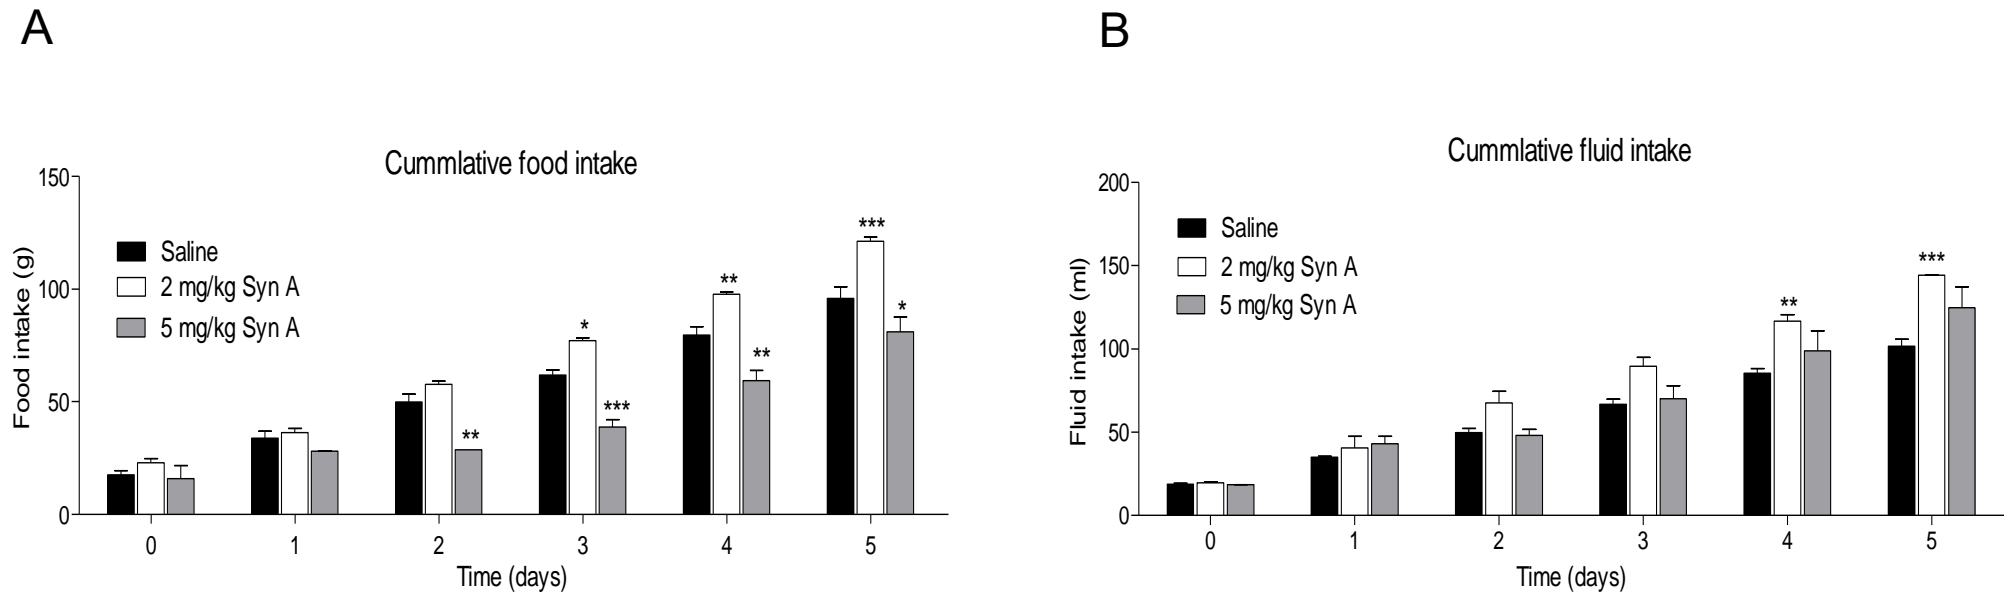 A
Cummlative food intake
150
100
50
0
Food intake (g)
Saline
2 mg/kg Syn A
5 mg/kg Syn A
**
*
***
**
**
***
*
0 1 2 3 4 5
Time (days)
B
Cummlative fluid intake
200
150
100
50
0
Fluid intake (ml)
Saline
2 mg/kg Syn A
5 mg/kg Syn A
**
***
0 1 2 3 4 5
Time (days)